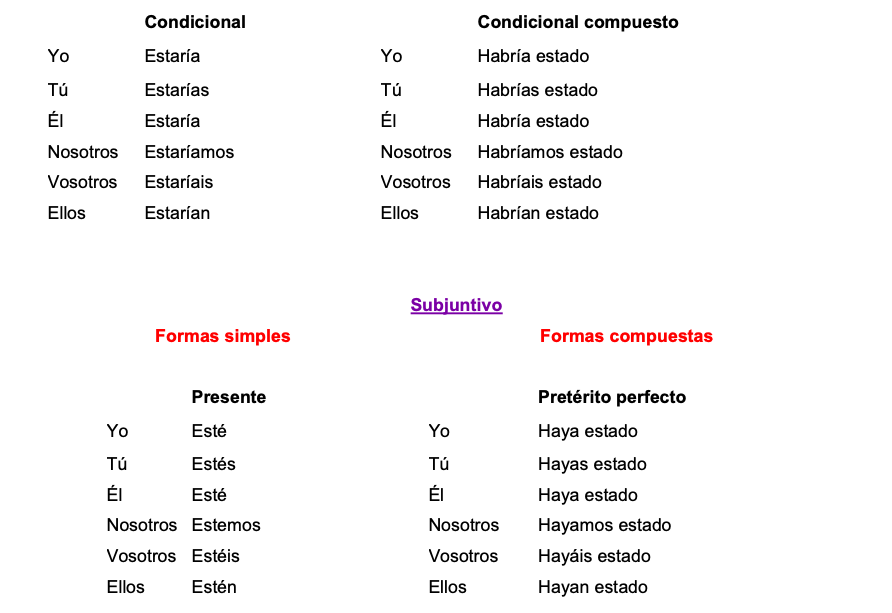 Condicional Condicional compuesto
Yo Estaría Yo Habría estado
Tú Estarías Tú Habrías estado
Él Estaría Él Habría estado
Nosotros Estaríamos Nosotros Habríamos estado
Vosotros Estaríais Vosotros Habríais estado
Ellos Estarían Ellos Habrían estado
Subjuntivo
Formas simples Formas compuestas
Presente Pretérito perfecto
Yo Esté Yo Haya estado
Tú Estés Tú Hayas estado
Él Esté Él Haya estado
Nosotros Estemos Nosotros Hayamos estado
Vosotros Estéis Vosotros Hayáis estado
Ellos Estén Ellos Hayan estado